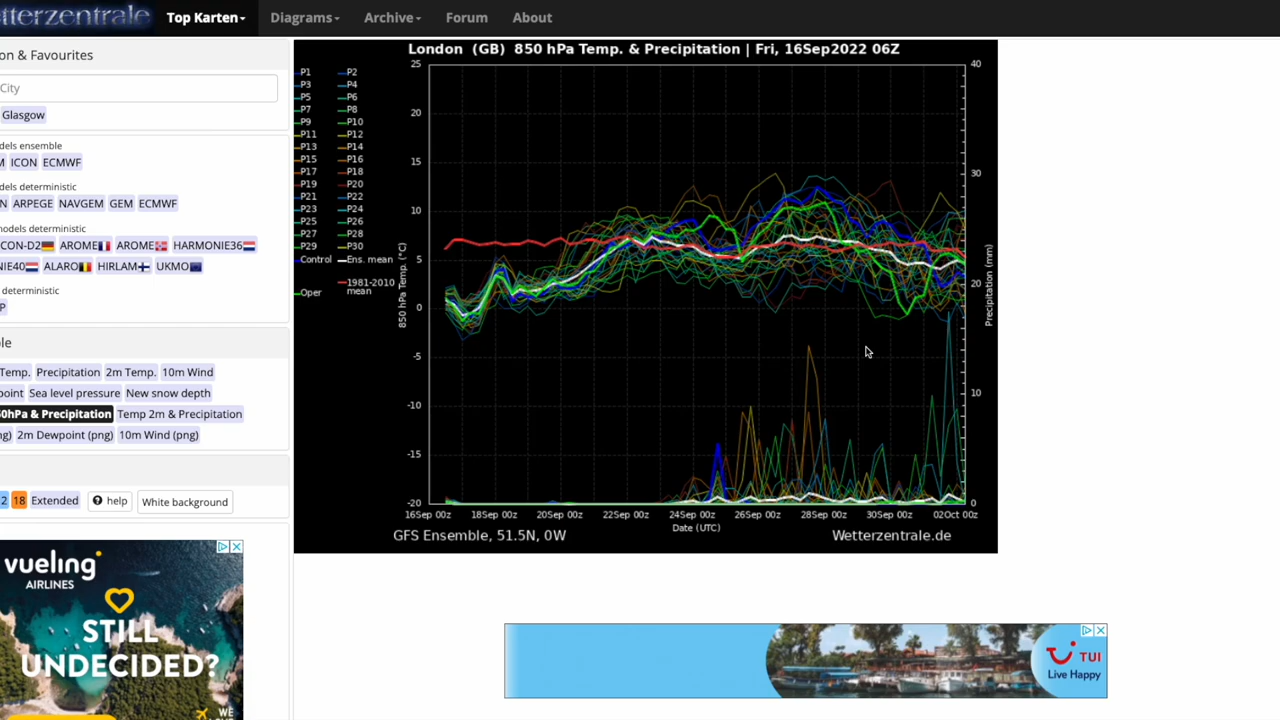 etterzentrale Top Karten Diagrams Archive Forum About
on & Favourites
City
Glasgow
dels ensemble
M ICON ECMWF
dels deterministic
N ARPEGE NAVGEM GEM ECMWF
models deterministic
CON-D2 AROME AROME HARMONIE36
NIE40 ALARO HIRLAM UKMO
deterministic
P
ole
Temp. Precipitation 2m Temp. 10m Wind
point Sea level pressure New snow depth
50hPa & Precipitation Temp 2m & Precipitation
ng) 2m Dewpoint (png) 10m Wind (png)
2 18 Extended help White background
vueling
AIRLINES
STILL
UNDECIDED?
WE
London (GB) 850 hPa Temp. & Precipitation | Fri, 16Sep2022 06Z
P1 P2
P3 P4
P5 P6
P7 P8
P9 P10
P11 P12
P13 P14
P15 P16
P17 P18
P19 P20
P21 P22
P23 P24
P25 P26
P27 P28
P29 P30
Control Ens. mean
1981-2010
mean
Oper
850 hPa Temp. (°C)
25
20
15
10
5
0
-5
-10
-15
-20
40
30
20
10
0
Precipitation (mm)
16Sep 00z 18Sep 00z 20Sep 00z 22Sep 00z 24Sep 00z 26Sep 00z 28Sep 00z 30Sep 00z 02Oct 00z
Date (UTC)
GFS Ensemble, 51.5N, 0W Wetterzentrale.de
TUI
Live Happy